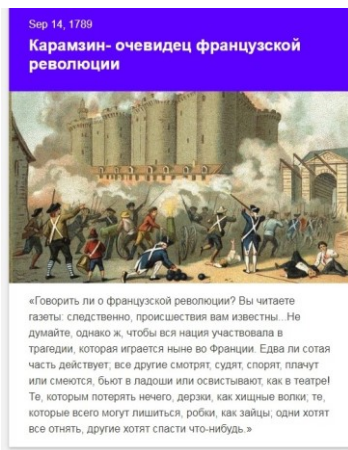 Sep 14, 1789
Карамзин- очевидец французской
революции
«Говорить ли о французской революции? Вы читаете
газеты: следственно, происшествия вам известны...Не
думайте, однако ж, чтобы вся нация участвовала в
трагедии, которая играется ныне во Франции. Едва ли сотая
часть действует; все другие смотрят, судят, спорят, плачут
или смеются, бьют в ладоши или освистывают, как в театре!
Те, которым потерять нечего, дерзки, как хищные волки; те,
которые всего могут лишиться, робки, как зайцы; одни хотят
все отнять, другие хотят спасти что-нибудь.»